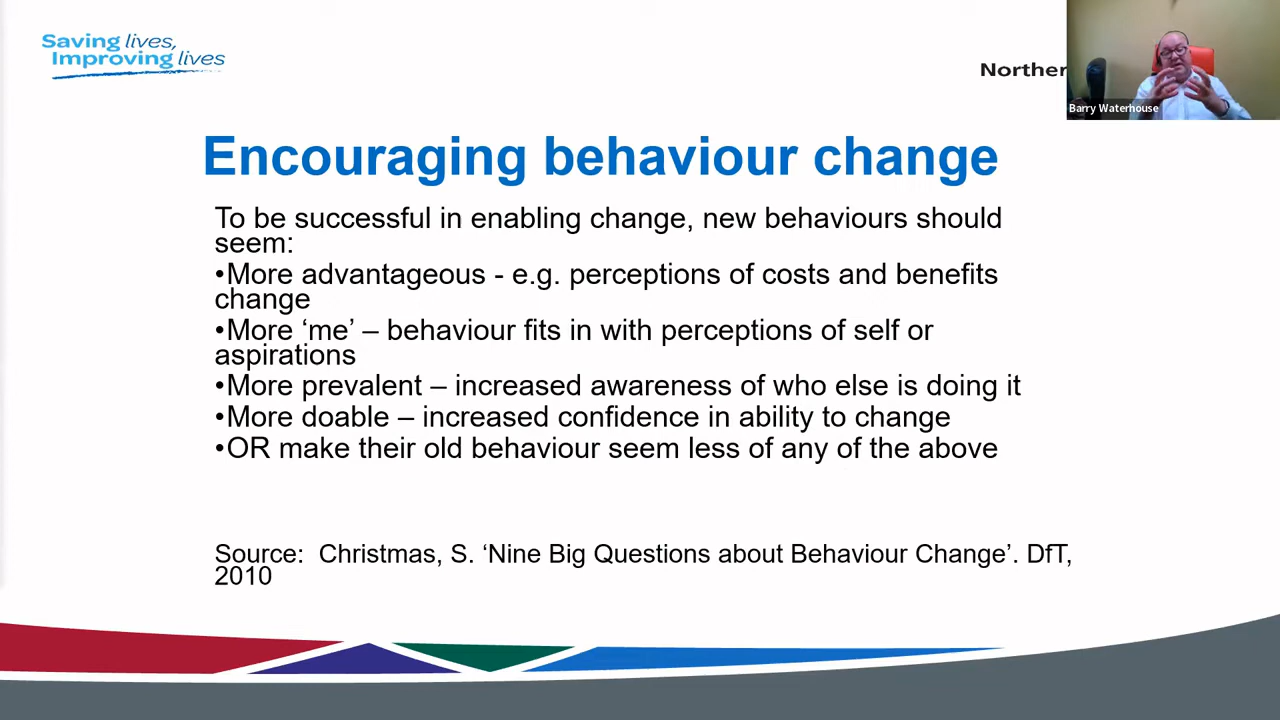 Saving lives,
Improving lives
Norther
Barry Waterhouse
Encouraging behaviour change
To be successful in enabling change, new behaviours should
seem:
•More advantageous - e.g. perceptions of costs and benefits
change
•More ‘me’ – behaviour fits in with perceptions of self or
aspirations
•More prevalent – increased awareness of who else is doing it
•More doable – increased confidence in ability to change
•OR make their old behaviour seem less of any of the above
Source:  Christmas, S. ‘Nine Big Questions about Behaviour Change’. DfT,
2010